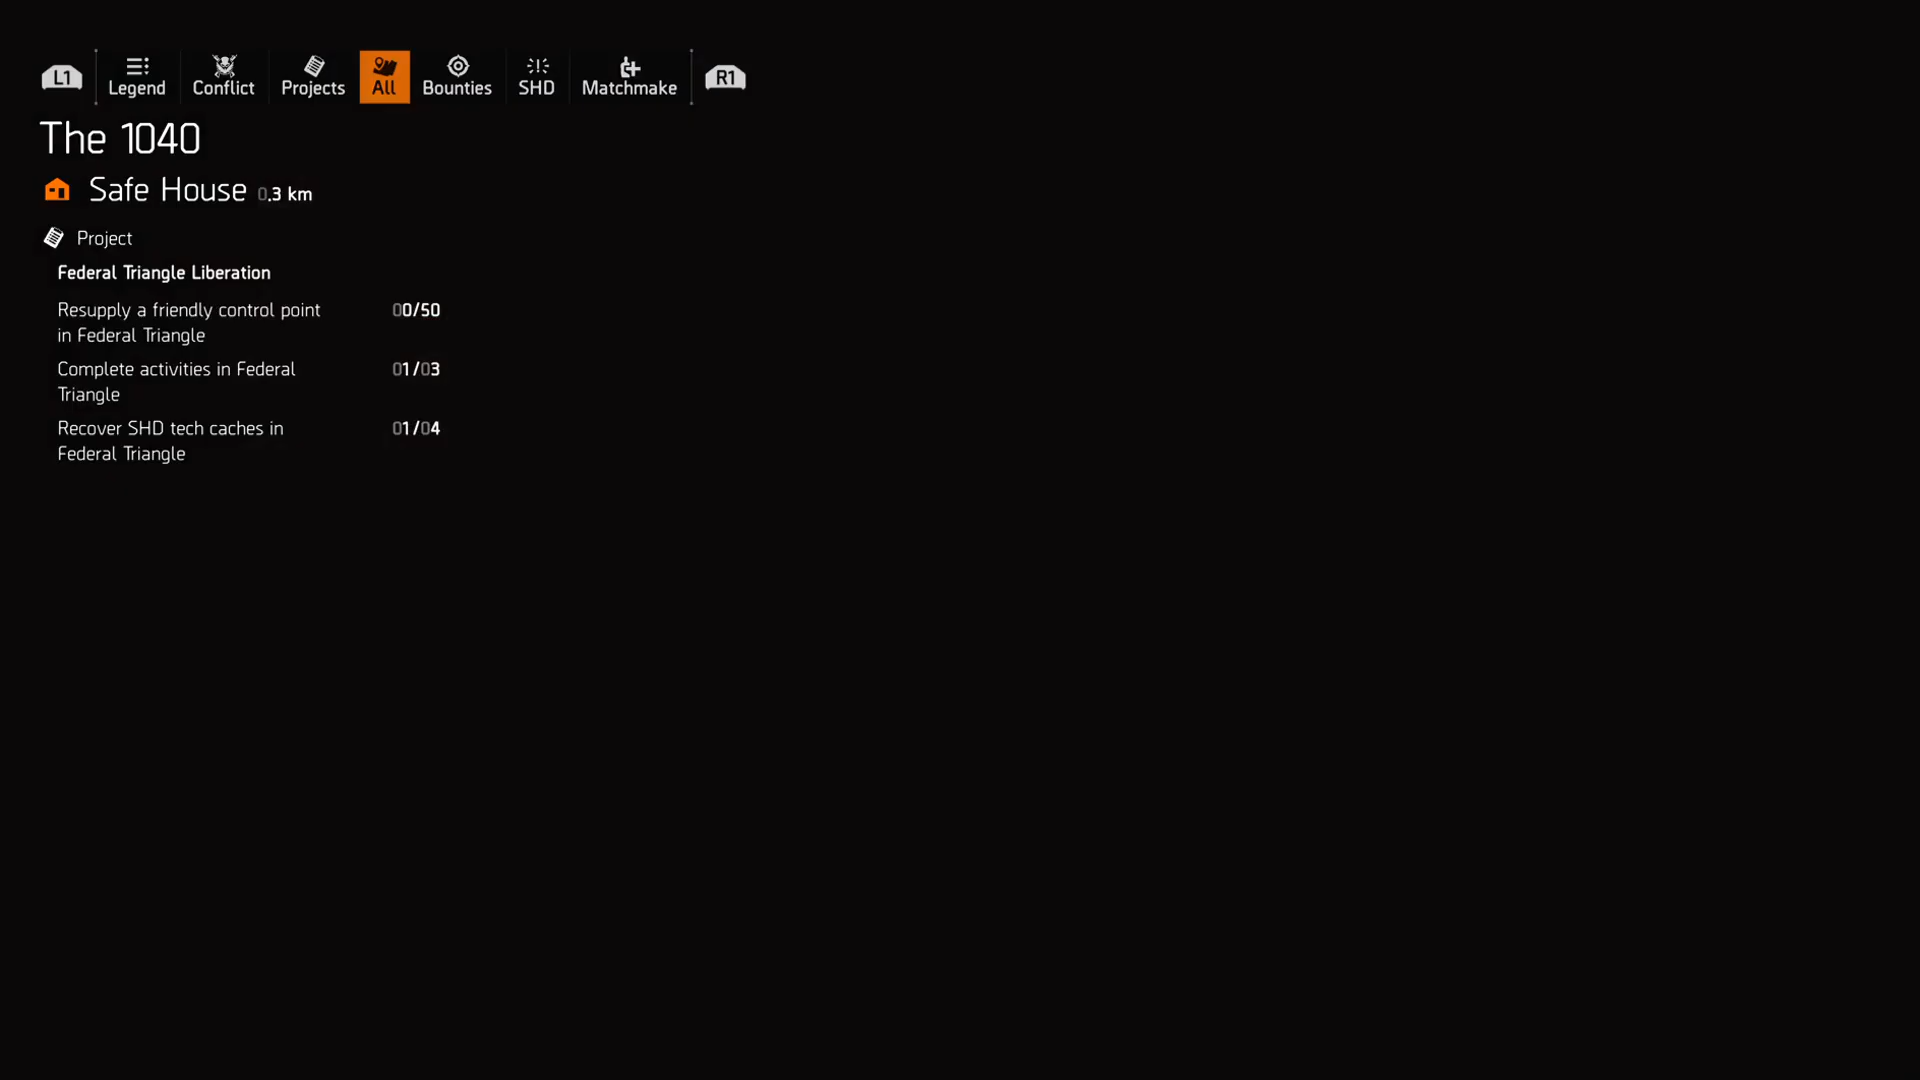 L1 Legend Conflict Projects All Bounties SHD Matchmake R1
The 1040
Safe House 0.3 km
Project
Federal Triangle Liberation
Resupply a friendly control point 00/50
in Federal Triangle
Complete activities in Federal 01/03
Triangle
Recover SHD tech caches in 01/04
Federal Triangle